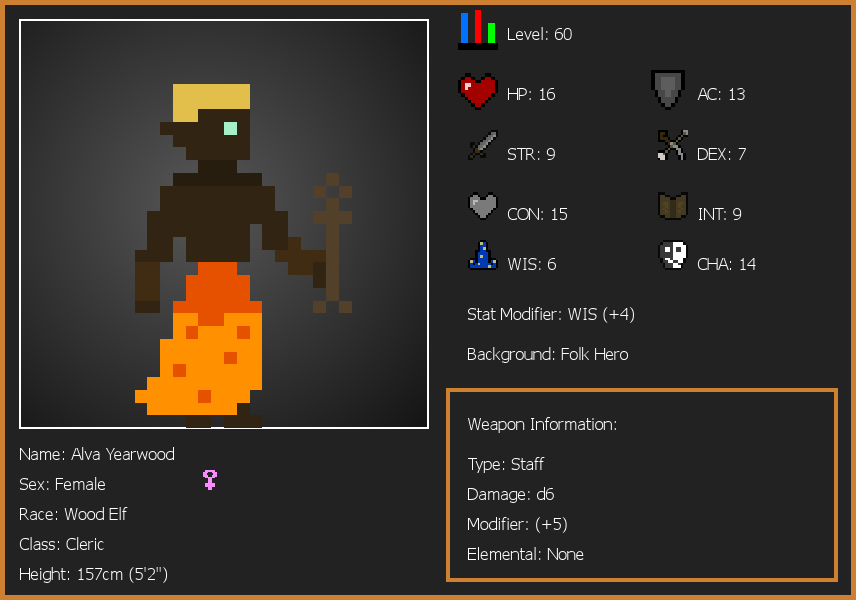 Level: 60
HP: 16
AC: 13
STR: 9
DEX: 7
CON: 15
INT: 9
WIS: 6
CHA: 14
Stat Modifier: WIS (+4)
Background: Folk Hero
Weapon Information:
Type: Staff
Damage: d6
Modifier: (+5)
Elemental: None
Name: Alva Yearwood
Sex: Female
Race: Wood Elf
Class: Cleric
Height: 157cm (5'2")